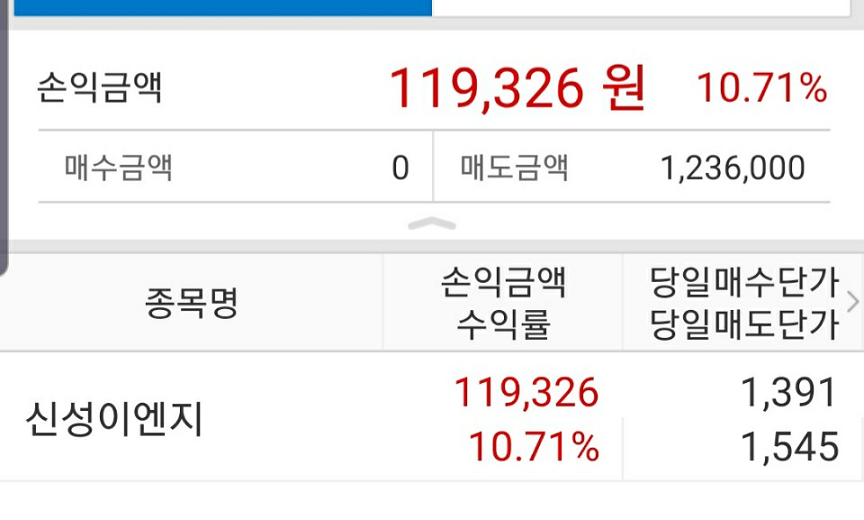 손익금액 119,326 원 10.71%
매수금액 0 매도금액 1,236,000
종목명 손익금액 수익률 당일매수단가 당일매도단가
신성이엔지 119,326 10.71% 1,391 1,545